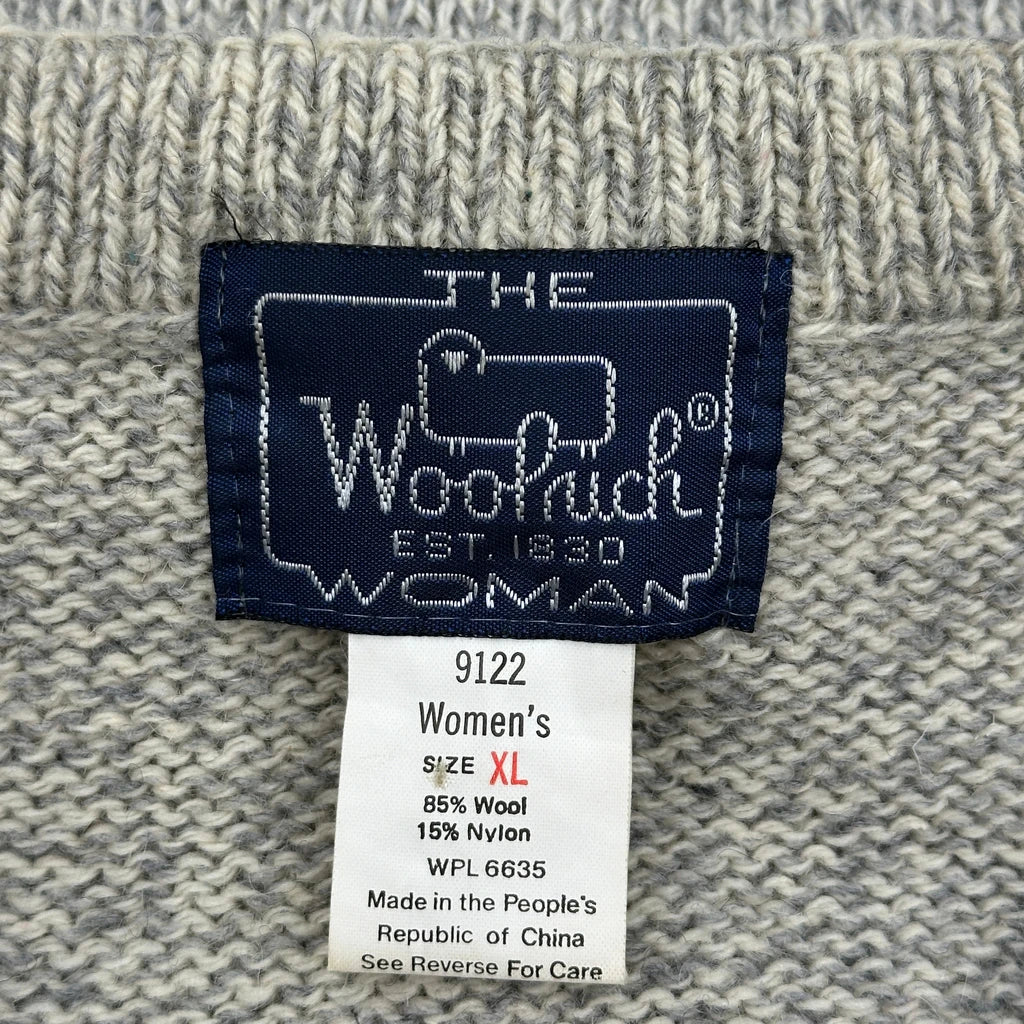 THE
Woolrich®
EST. 1830
WOMAN
9122
Women's
SIZE XL
85% Wool
15% Nylon
WPL 6635
Made in the People's
Republic of China
See Reverse For Care